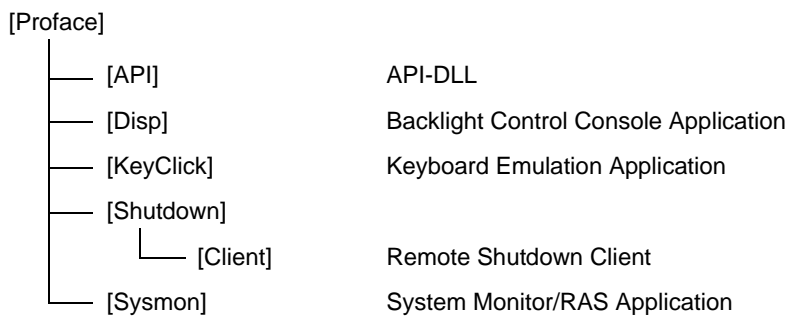 [Proface]
[API] API-DLL
[Disp] Backlight Control Console Application
[KeyClick] Keyboard Emulation Application
[Shutdown]
[Client] Remote Shutdown Client
[Sysmon] System Monitor/RAS Application